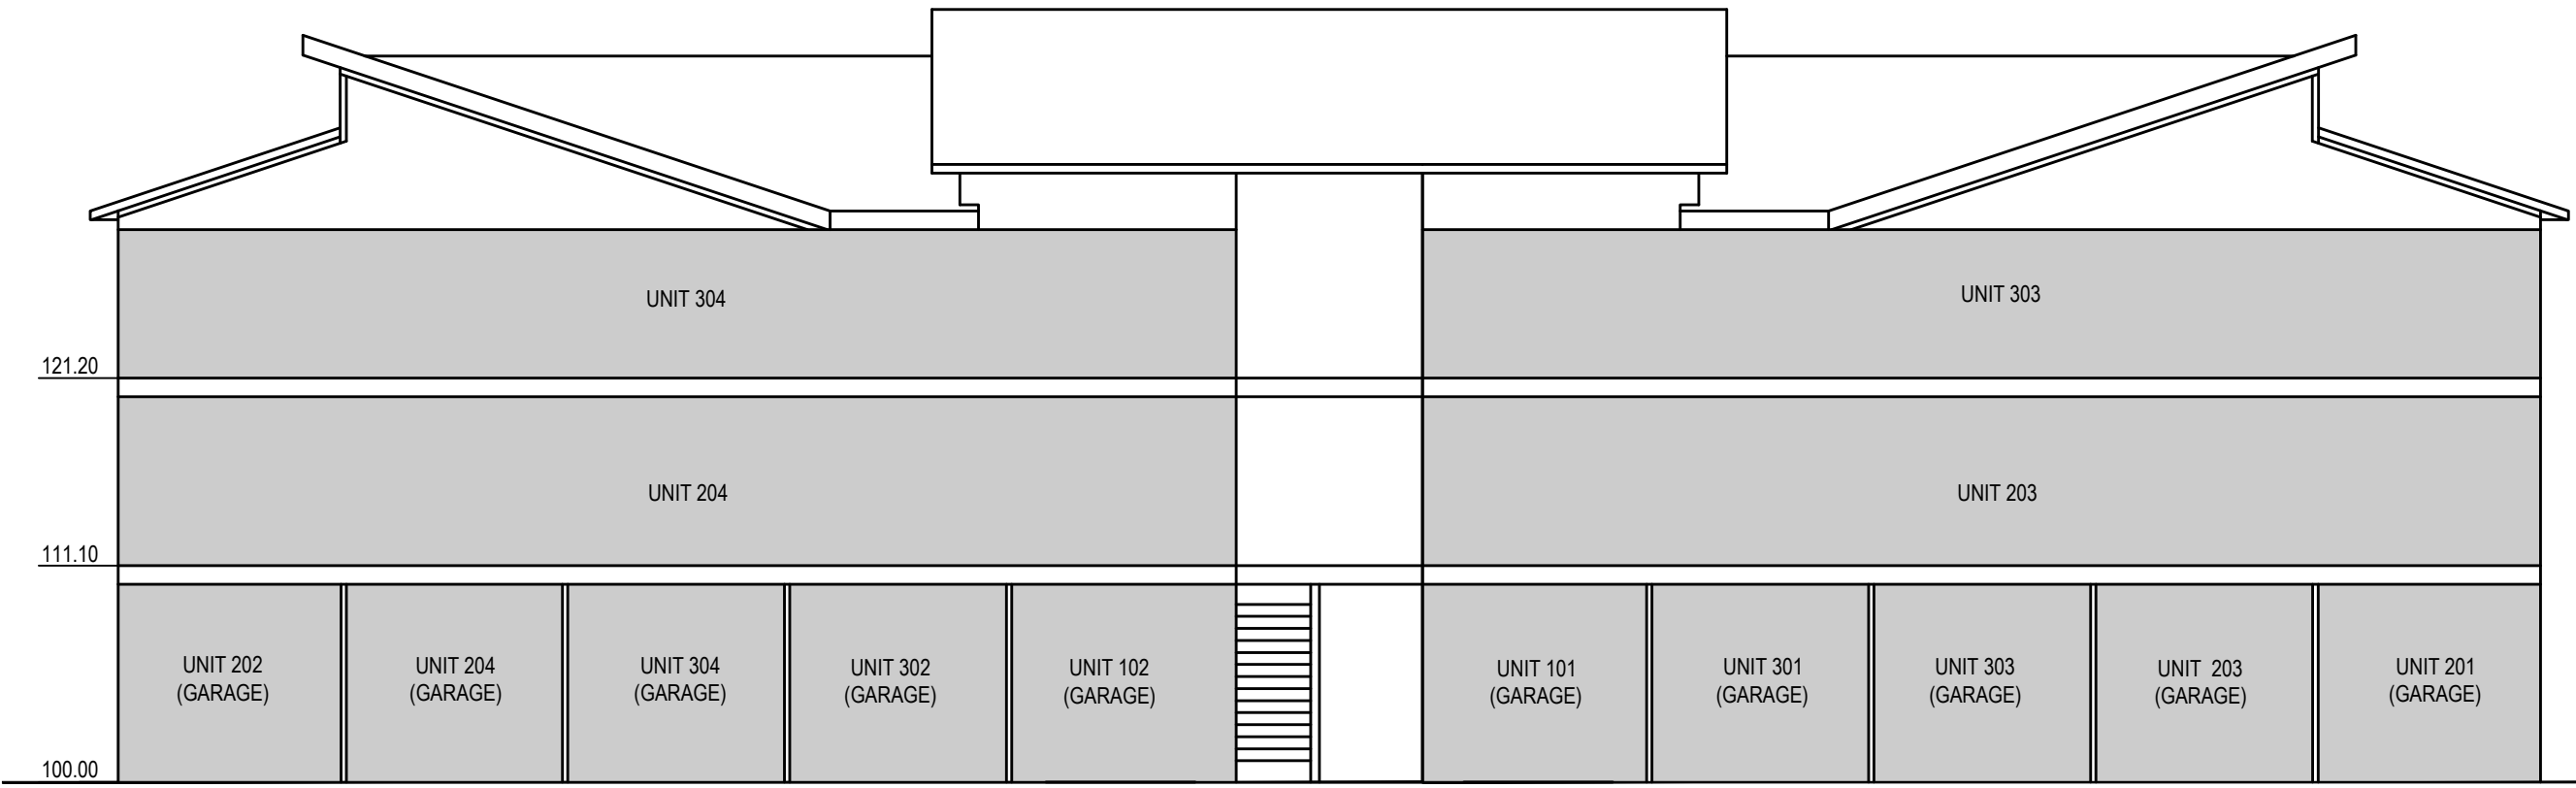 UNIT 304
UNIT 303
121.20
UNIT 204
UNIT 203
111.10
UNIT 202
(GARAGE)
UNIT 204
(GARAGE)
UNIT 304
(GARAGE)
UNIT 302
(GARAGE)
UNIT 102
(GARAGE)
UNIT 101
(GARAGE)
UNIT 301
(GARAGE)
UNIT 303
(GARAGE)
UNIT 203
(GARAGE)
UNIT 201
(GARAGE)
100.00